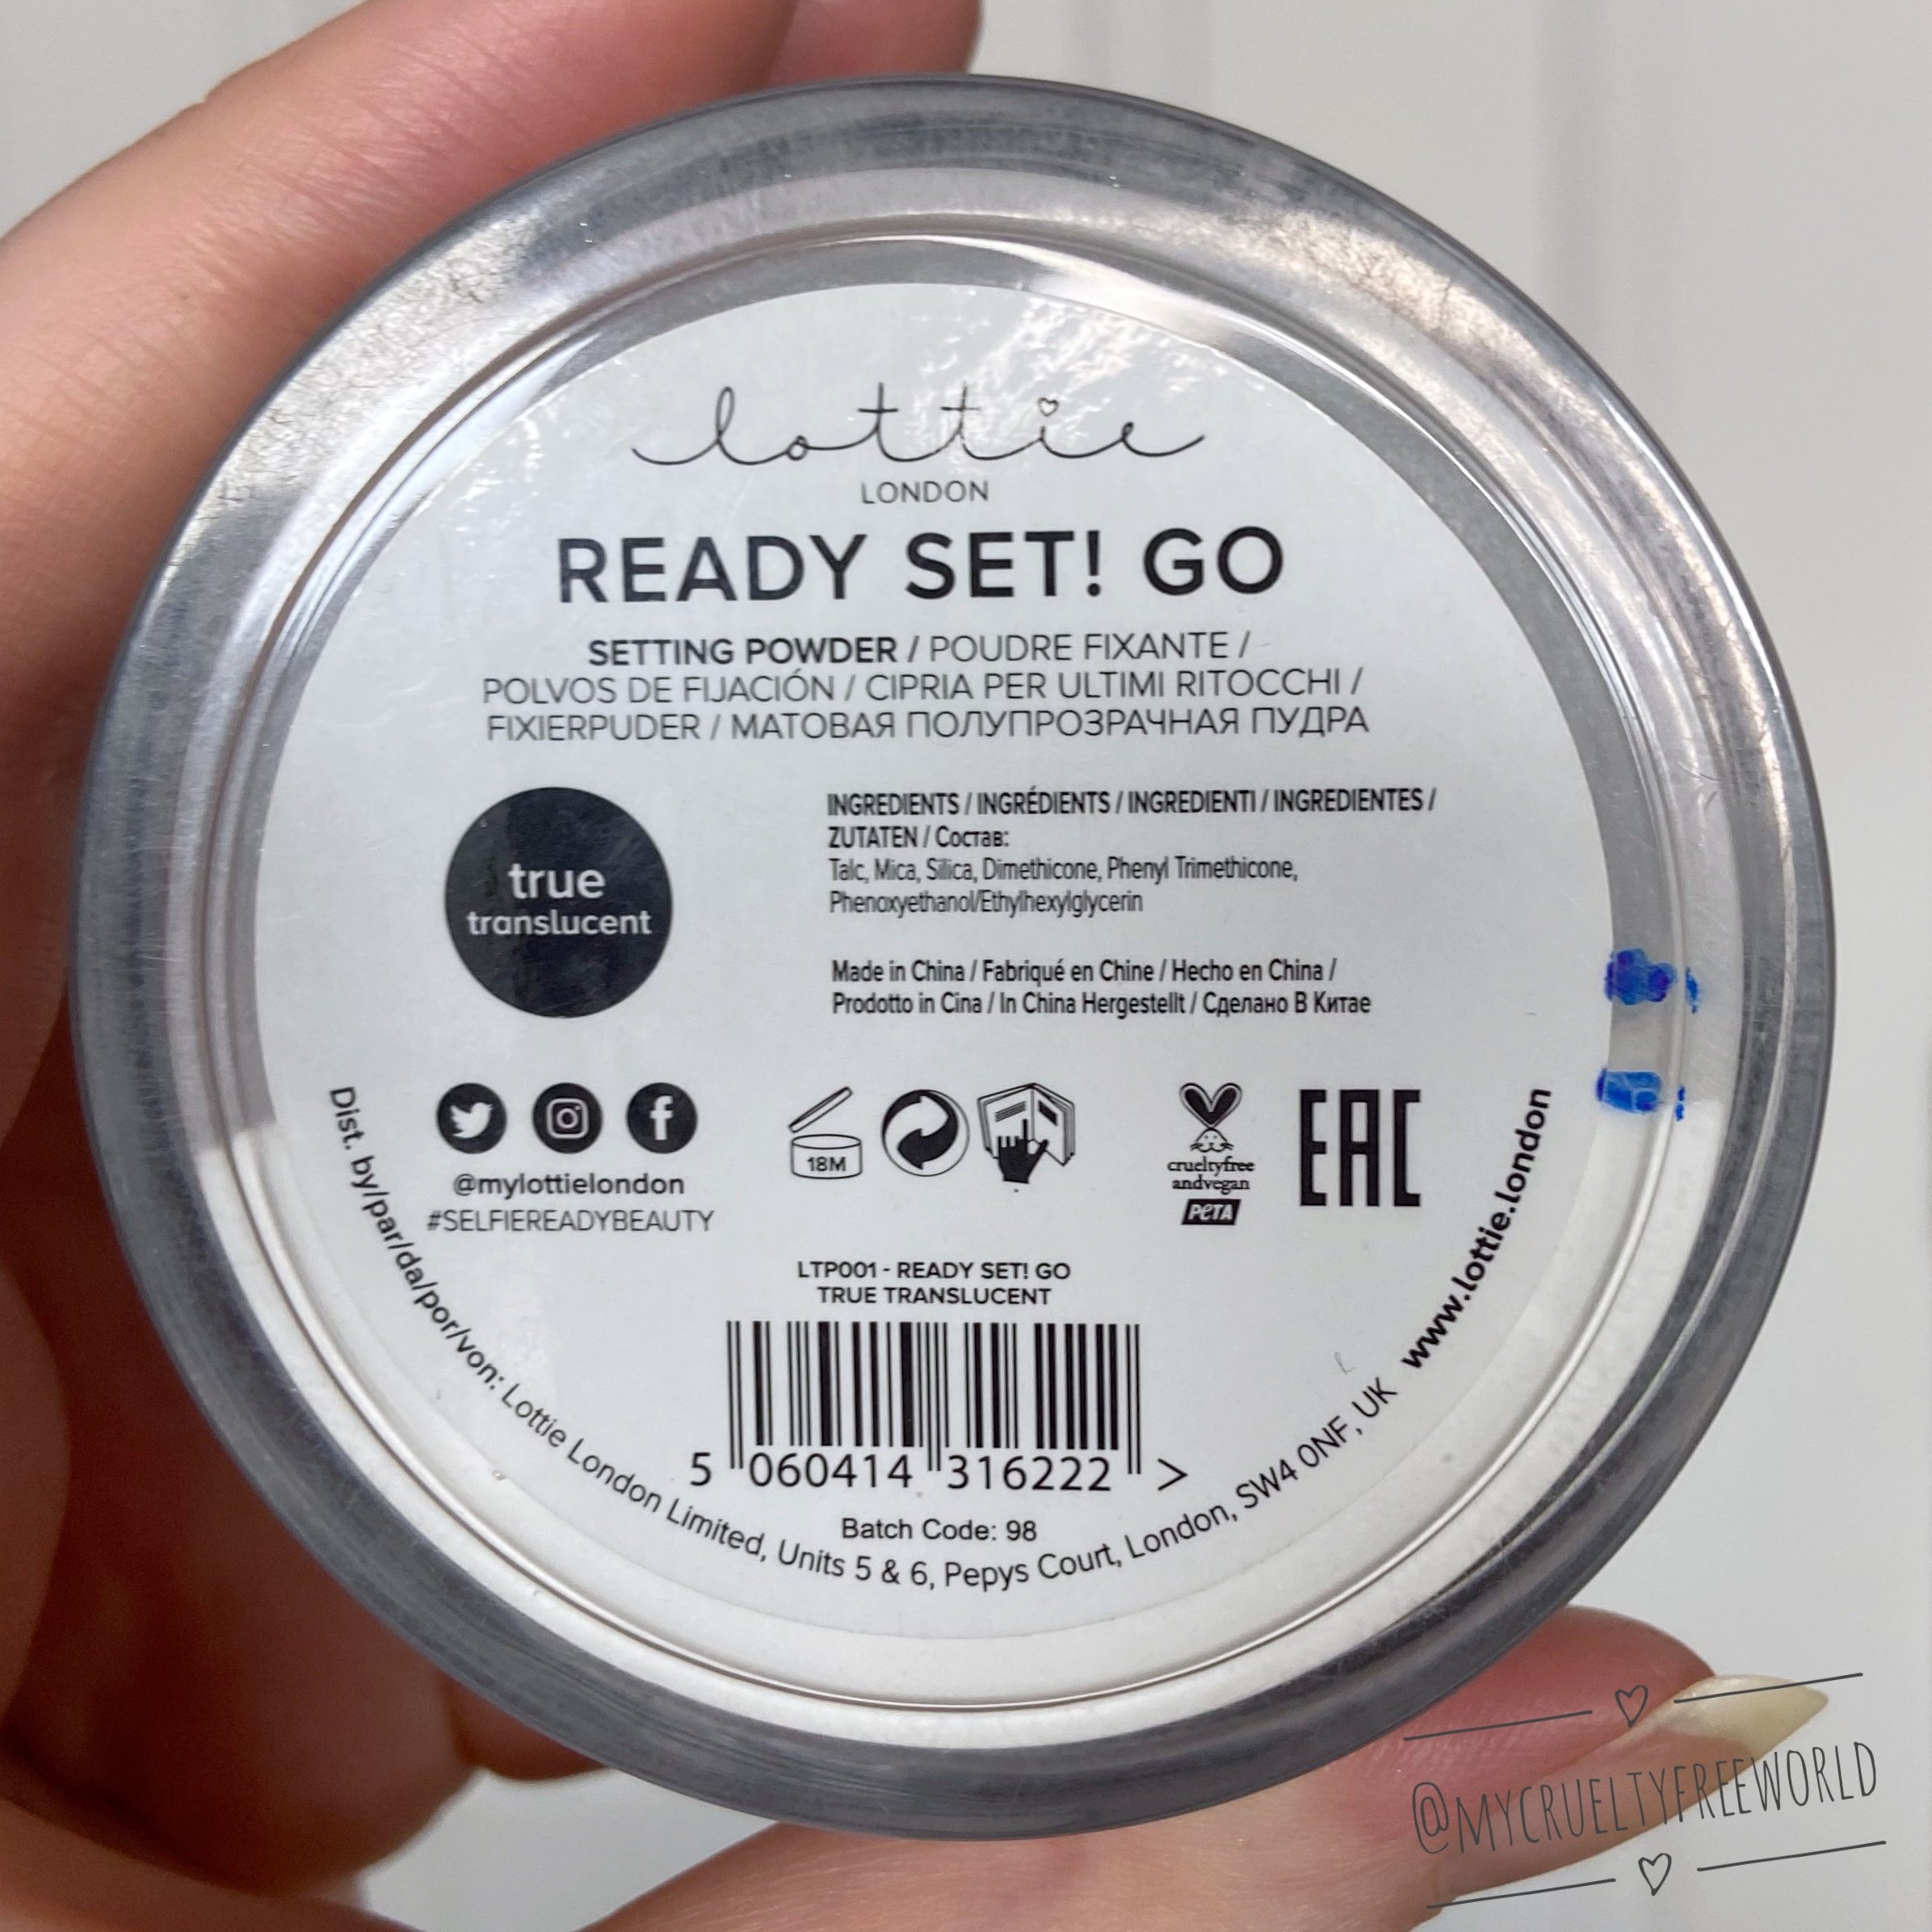 lottie
LONDON
READY SET! GO
SETTING POWDER / POUDRE FIXANTE /
POLVOS DE FIJACIÓN / CIPRIA PER ULTIMI RITOCCHI /
FIXIERPUDER / МАТОВАЯ ПОЛУПРОЗРАЧНАЯ ПУДРА
true
translucent
INGREDIENTS / INGRÉDIENTS / INGREDIENTI / INGREDIENTES /
ZUTATEN / Состав:
Talc, Mica, Silica, Dimethicone, Phenyl Trimethicone,
Phenoxyethanol/Ethylhexylglycerin
Made in China / Fabriqué en Chine / Hecho en China /
Prodotto in Cina / In China Hergestellt / Сделано В Китае
@mylottielondon
#SELFIEREADYBEAUTY
18M
crueltyfree
andvegan
PETA
EAC
LTP001 - READY SET! GO
TRUE TRANSLUCENT
5 060414 316222 >
Batch Code: 98
Dist. by/par/da/por/von: Lottie London Limited, Units 5 & 6, Pepys Court, London, SW4 0NF, UK www.lottie.london
@MYCRUELTYFREEWORLD